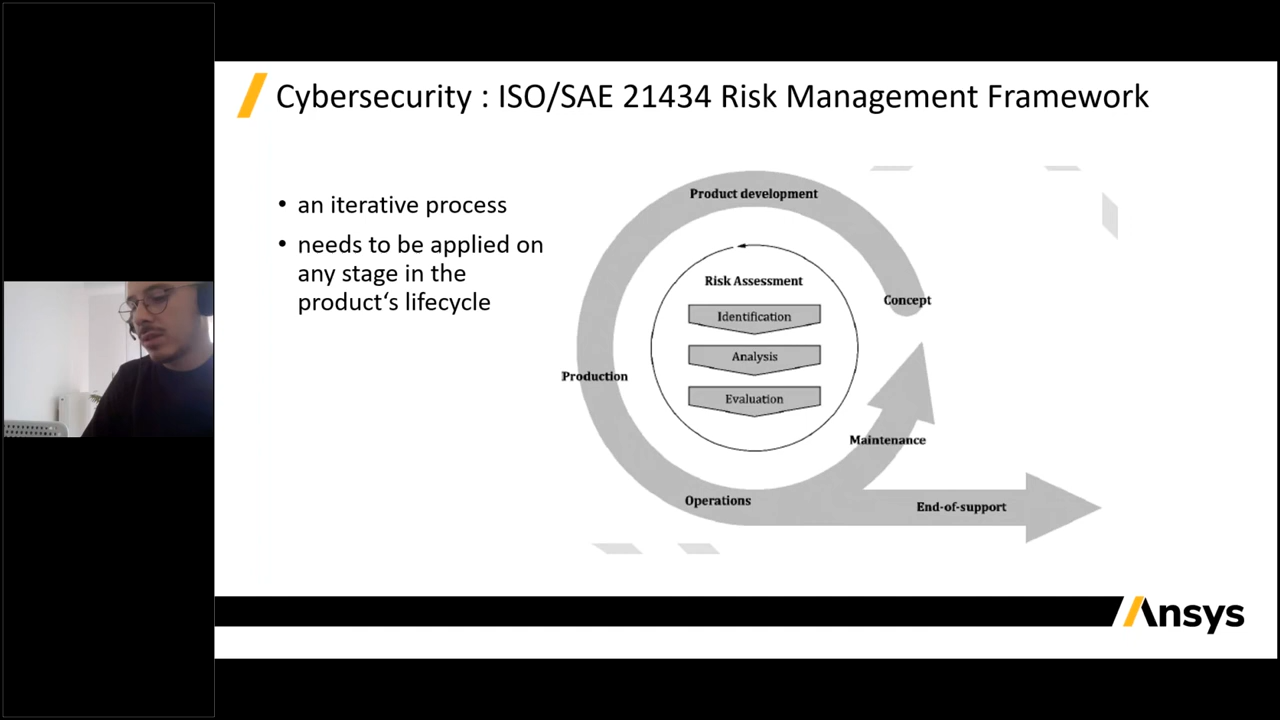 Cybersecurity : ISO/SAE 21434 Risk Management Framework
• an iterative process
• needs to be applied on
any stage in the
product‘s lifecycle
Product development
Risk Assessment
Identification
Analysis
Evaluation
Concept
Production
Maintenance
Operations
End-of-support
Ansys